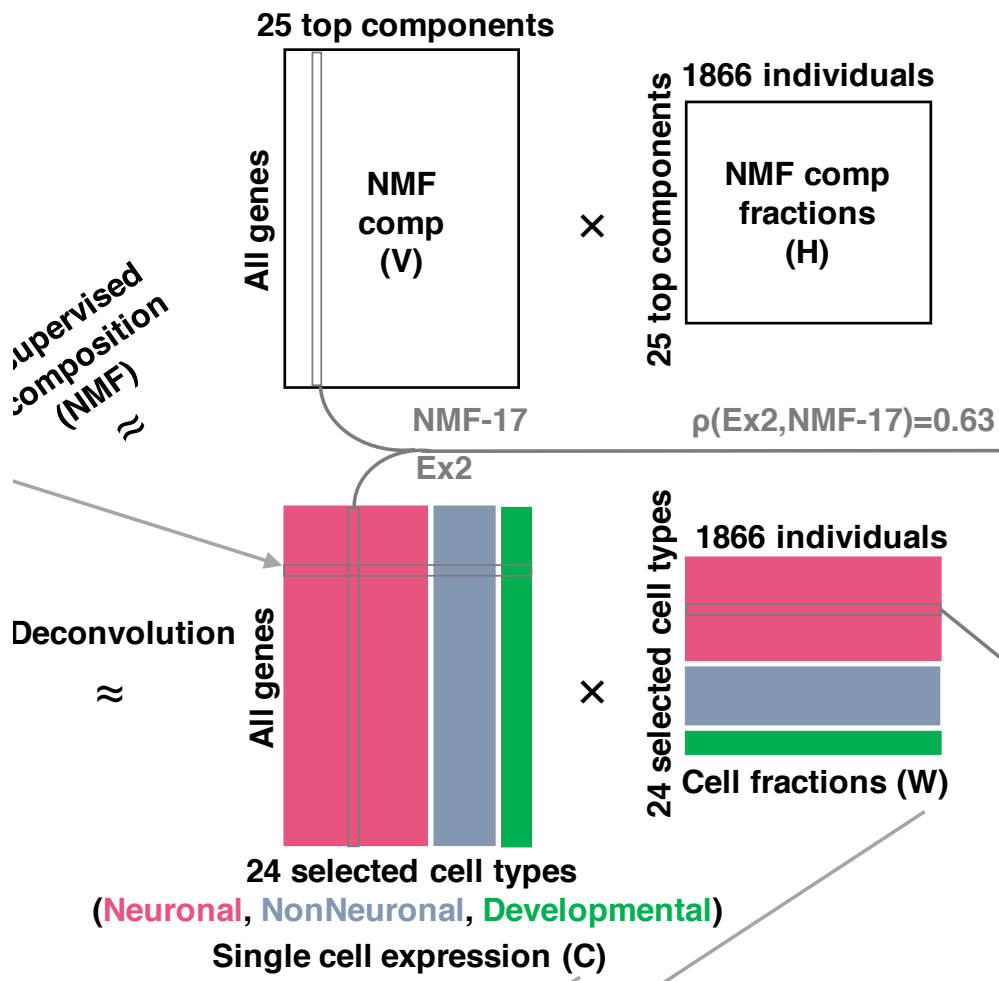 25 top components
1866 individuals
All genes
NMF
comp
(V)
×
25 top components
NMF comp
fractions
(H)
upervised
composition
(NMF)
≈
NMF-17
ρ(Ex2,NMF-17)=0.63
Ex2
Deconvolution
≈
All genes
×
24 selected cell types
1866 individuals
Cell fractions (W)
24 selected cell types
(Neuronal, NonNeuronal, Developmental)
Single cell expression (C)